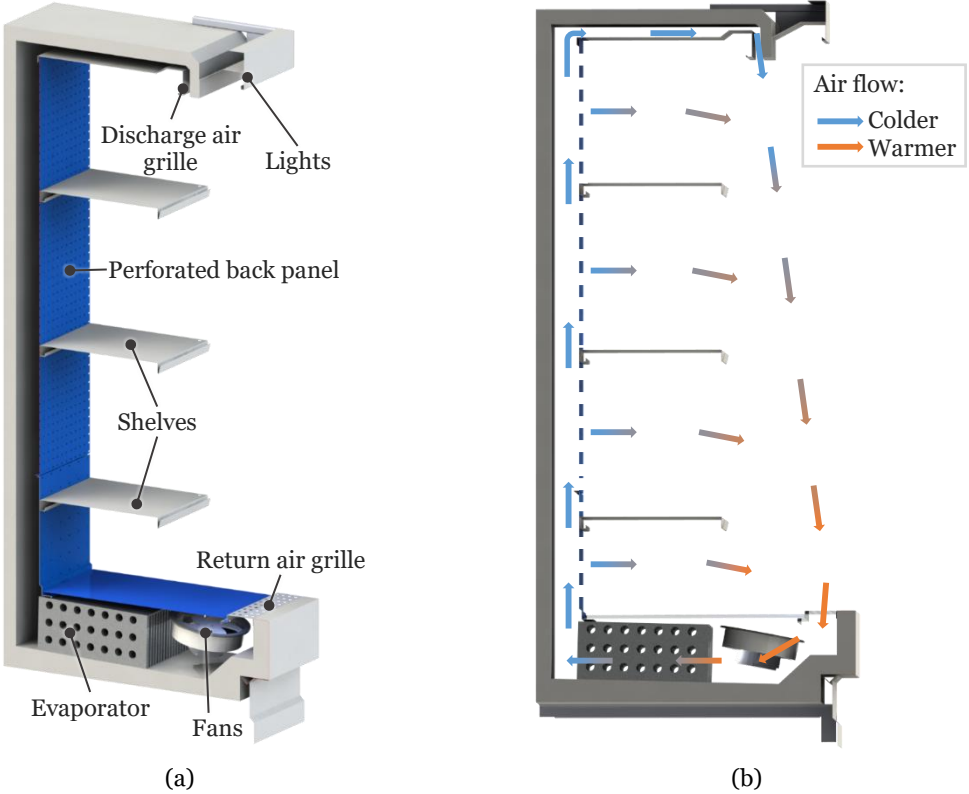 Discharge air
grille
Lights
Perforated back panel
Shelves
Return air grille
Evaporator
Fans
(a)
Air flow:
Colder
Warmer
(b)